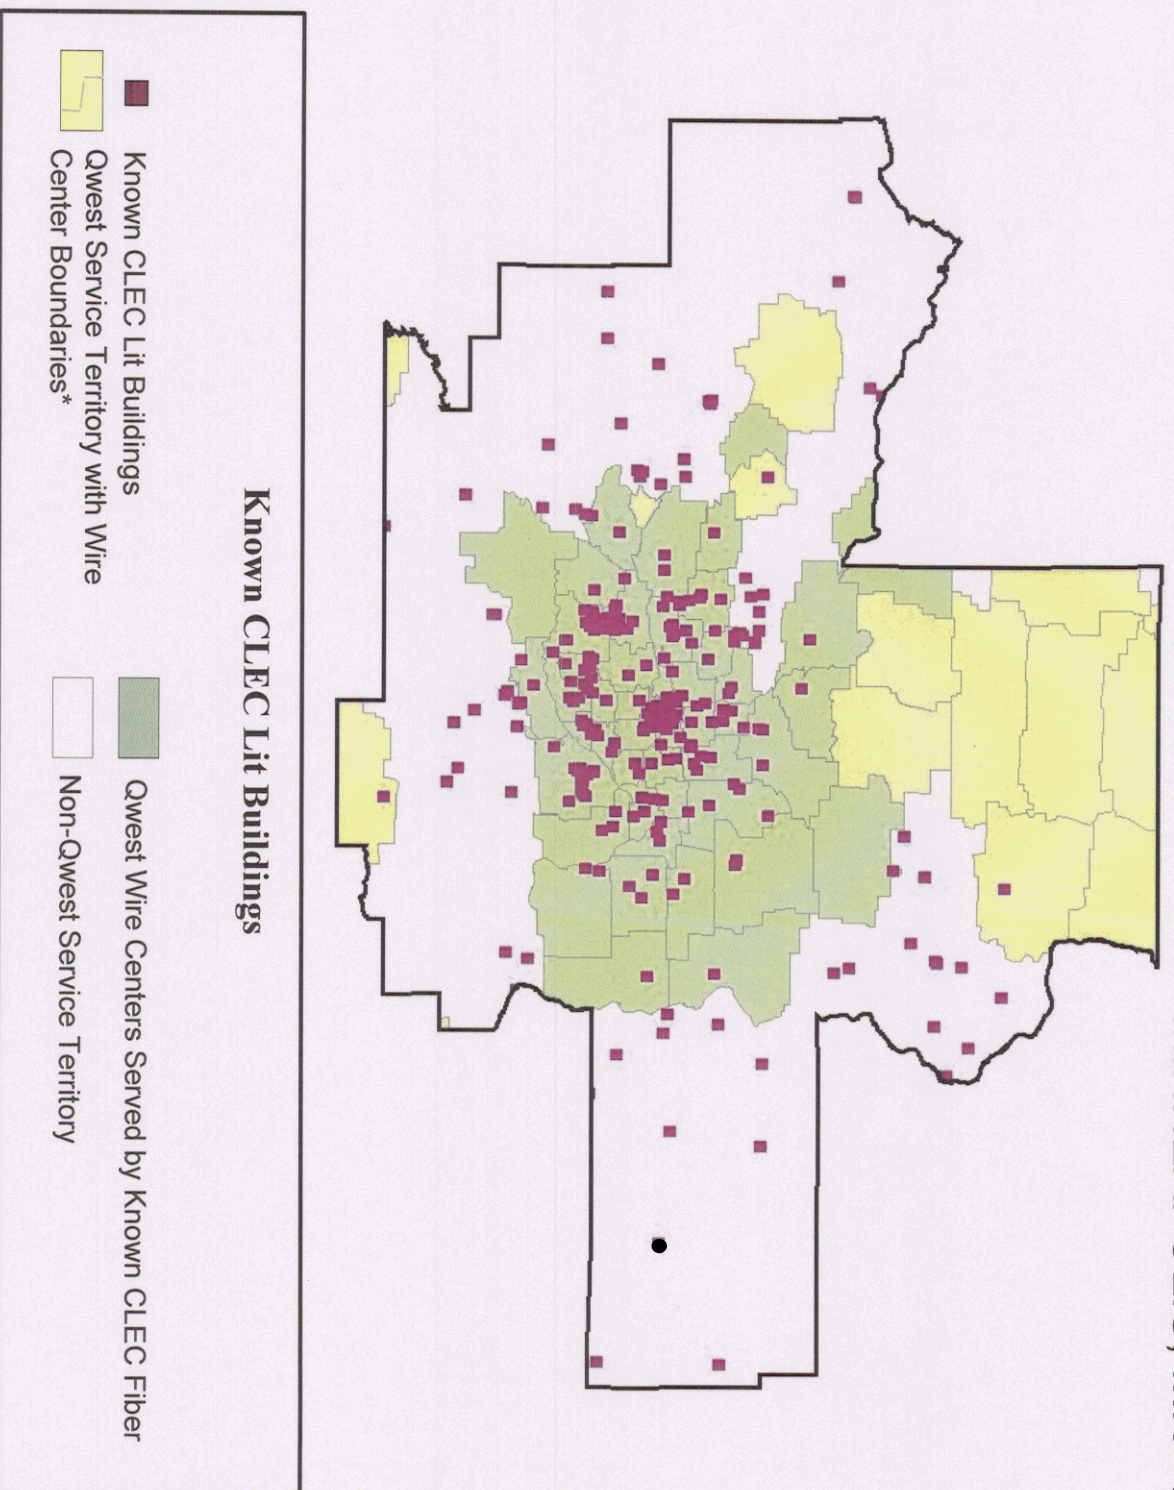 Known CLEC Lit Buildings
Known CLEC Lit Buildings
Qwest Service Territory with Wire
Center Boundaries*
Qwest Wire Centers Served by Known CLEC Fiber
Non-Qwest Service Territory